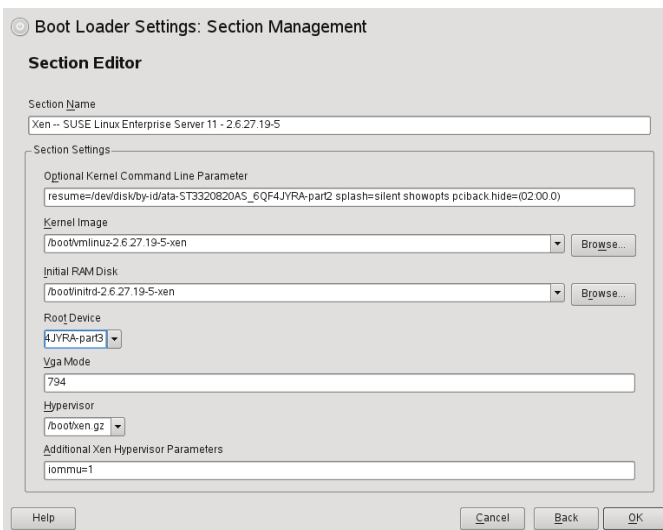 Boot Loader Settings: Section Management
Section Editor
Section Name
Xen -- SUSE Linux Enterprise Server 11 - 2.6.27.19-5
Section Settings
Optional Kernel Command Line Parameter
resume=/dev/disk/by-id/ata-ST3320820AS_6QF4JYRA-part2 splash=silent showopts pciback.hide=(02:00.0)
Kernel Image
/boot/vmlinuz-2.6.27.19-5-xen
Browse...
Initial RAM Disk
/boot/initrd-2.6.27.19-5-xen
Browse...
Root Device
4JYRA-part3
Vga Mode
794
Hypervisor
/boot/xen.gz
Additional Xen Hypervisor Parameters
iommu=1
Help
Cancel
Back
OK